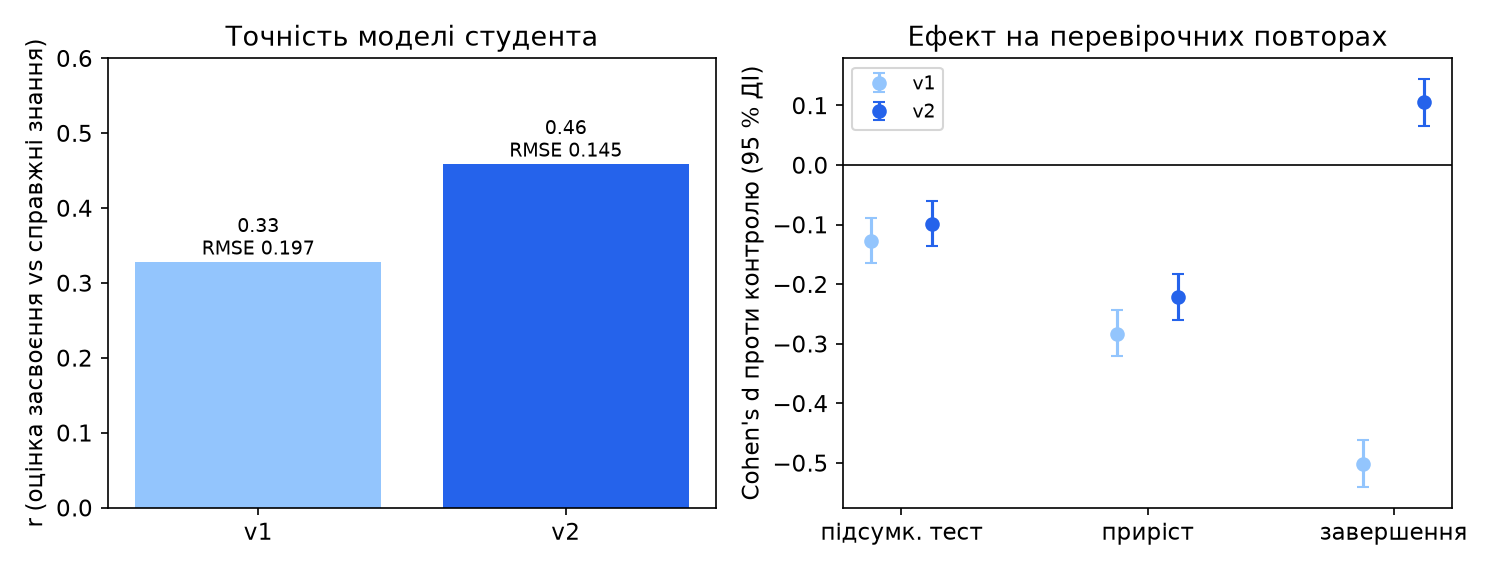 Точність моделі студента
r (оцінка засвоєння vs справжні знання)
0.6
0.5
0.4
0.3
0.2
0.1
0.0
0.33
RMSE 0.197
0.46
RMSE 0.145
v1
v2
Ефект на перевірочних повторах
Cohen's d проти контролю (95 % ДІ)
v1
v2
0.1
0.0
−0.1
−0.2
−0.3
−0.4
−0.5
підсумк. тест
приріст
завершення